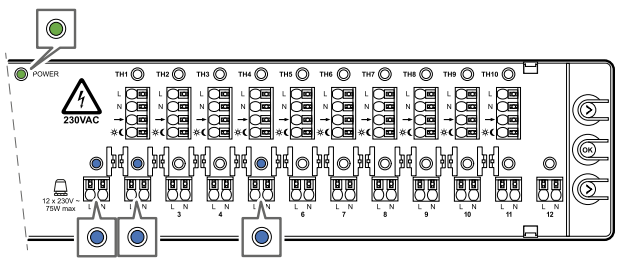 POWER
TH1 TH2 TH3 TH4 TH5 TH6 TH7 TH8 TH9 TH10
L L L L L L L L L L
N N N N N N N N N N
230VAC
OK
12 x 230V ~
75W max
L N L N L N L N L N L N L N L N L N L N L N L N
3 4 6 7 8 9 10 11 12